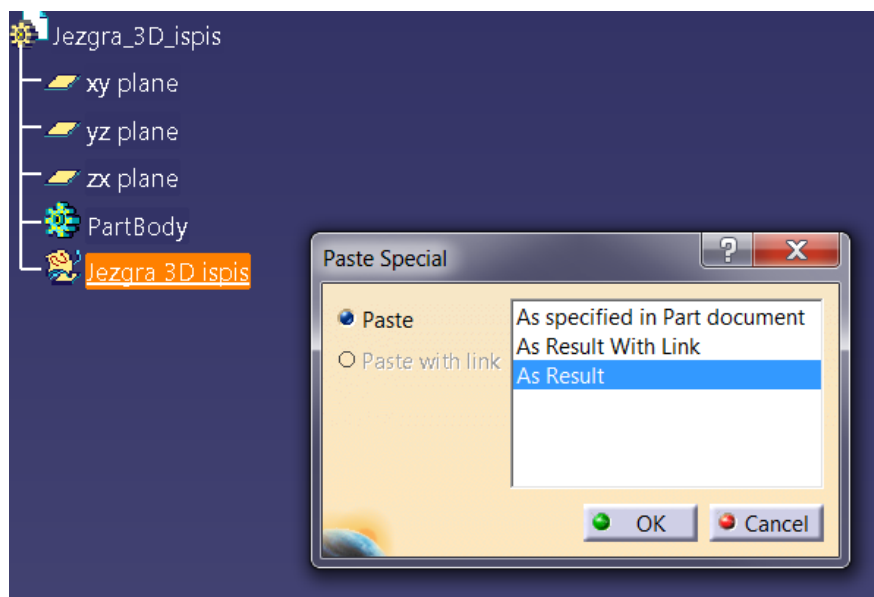 Jezgra_3D_ispis
xy plane
yz plane
zx plane
PartBody
Jezgra 3D ispis
Paste Special
?
X
Paste
Paste with link
As specified in Part document
As Result With Link
As Result
OK
Cancel